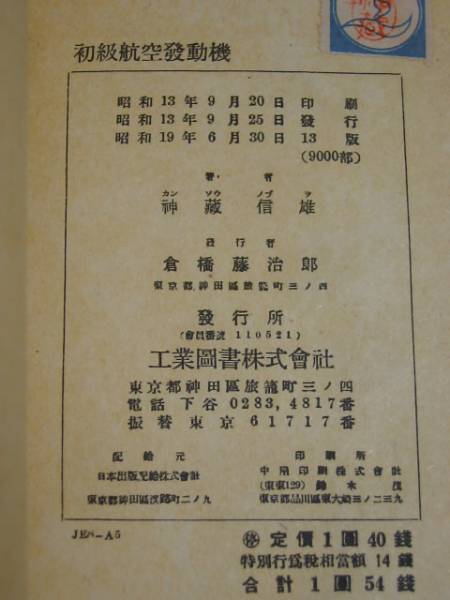 初級航空發動機
昭和13年9月20日 印刷
昭和13年9月25日 發行
昭和19年6月30日 13版
(9000部)
著・者
カン ゾウ ノブ ヲ
神藏信雄
發行者
倉橋藤治郎
東京都神田區旅籠町三ノ四
發行所
(會員番號 110521)
工業圖書株式會社
東京都神田區旅籠町三ノ四
電話 下谷 0283,4817番
振替東京 61717番
配給元
日本出版配給株式會社
東京都神田區淡路町二ノ九
印刷所
印刷株式會社
(東東129) 鈴木茂
東京都品川區東大崎三ノ二三九
JES-A5
定價1圓40錢
特別行爲稅相當額 14錢
合計1圓54錢